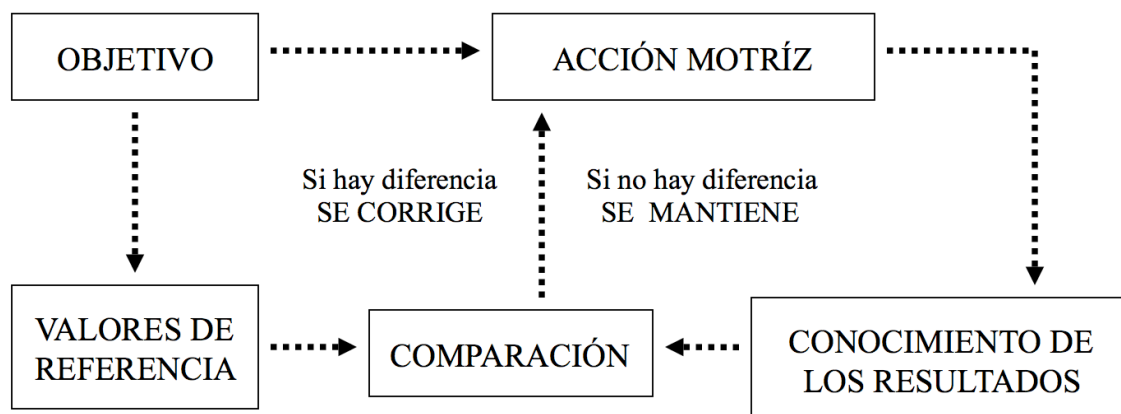 OBJETIVO
ACCIÓN MOTRÍZ
Si hay diferencia
SE CORRIGE
Si no hay diferencia
SE MANTIENE
VALORES DE
REFERENCIA
COMPARACIÓN
CONOCIMIENTO DE
LOS RESULTADOS